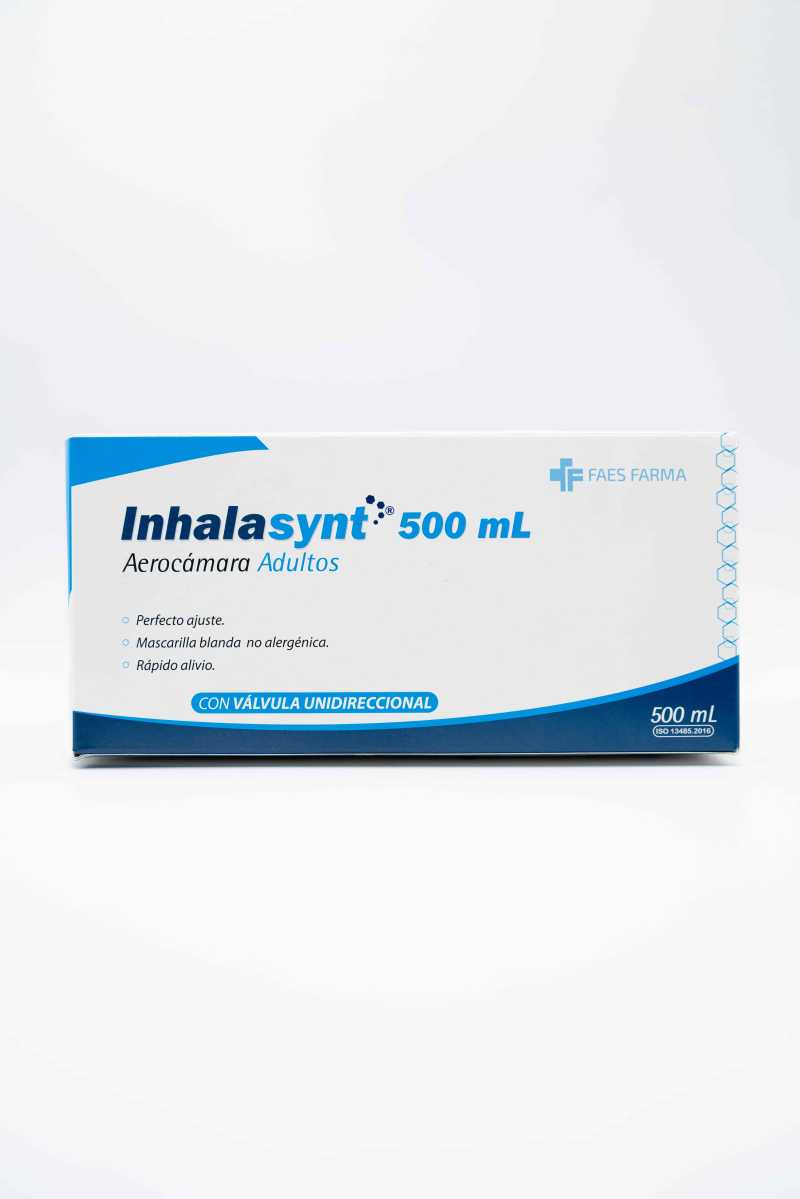 FAES FARMA
Inhalasynt® 500 mL
Aerocámara Adultos
Perfecto ajuste.
Mascarilla blanda no alergénica.
Rápido alivio.
CON VÁLVULA UNIDIRECCIONAL
500 mL
ISO 13485.2016